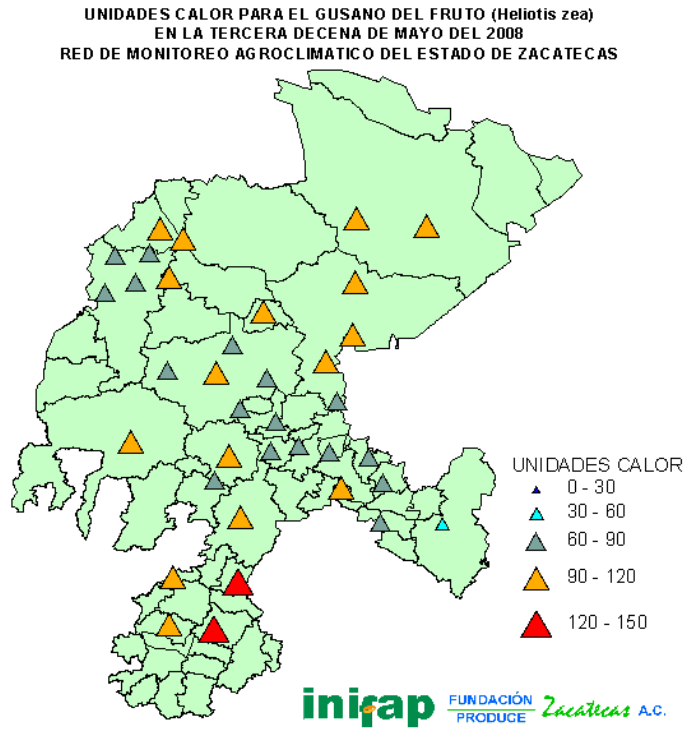 UNIDADES CALOR PARA EL GUSANO DEL FRUTO (Heliotis zea)
EN LA TERCERA DECENA DE MAYO DEL 2008
RED DE MONITOREO AGROCLIMATICO DEL ESTADO DE ZACATECAS
UNIDADES CALOR
0 - 30
30 - 60
60 - 90
90 - 120
120 - 150
inifap
FUNDACIÓN
PRODUCE
Zacatecas A.C.